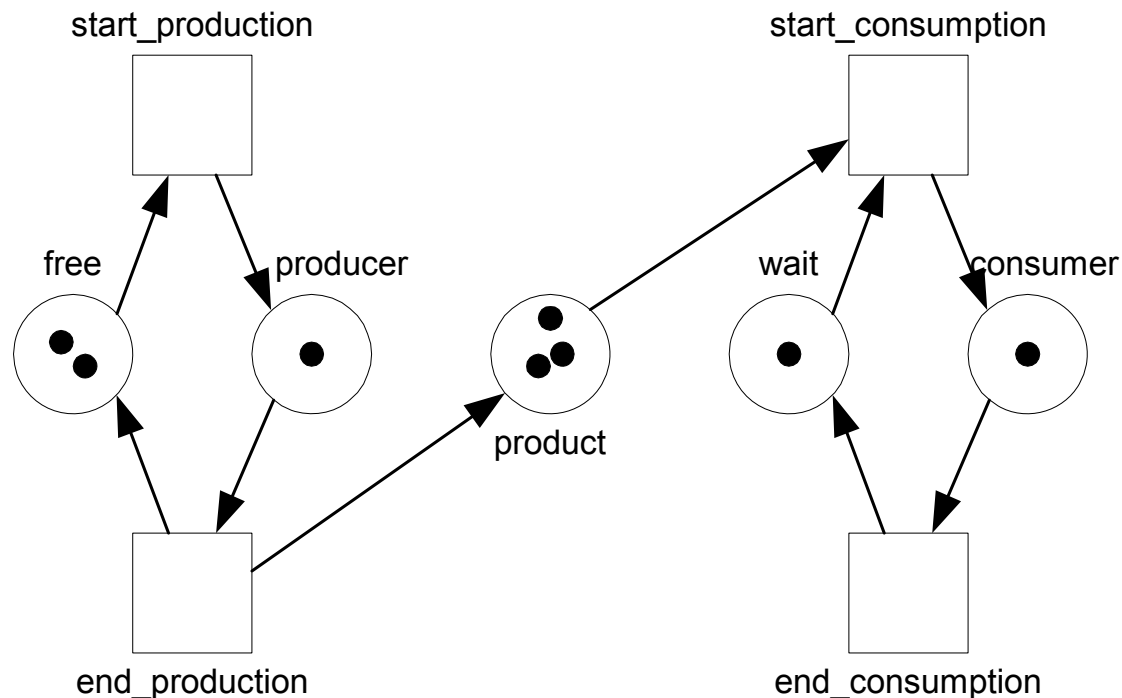 start_production
start_consumption
free
producer
wait
consumer
product
end_production
end_consumption